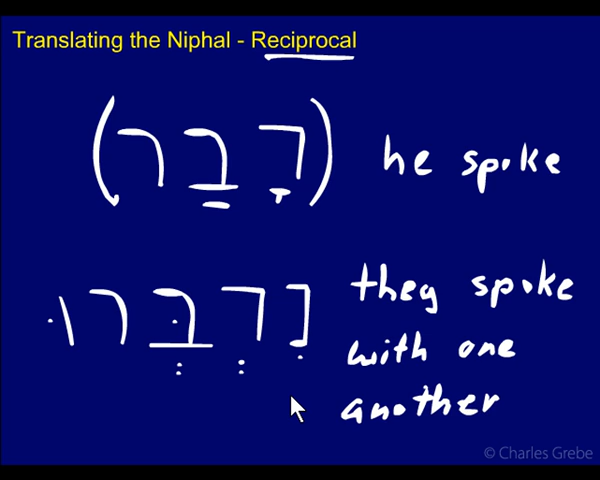 Translating the Niphal - Reciprocal
(דָבַר) he spoke
נִדְבְּרוּ they spoke
with one
another
© Charles Grebe